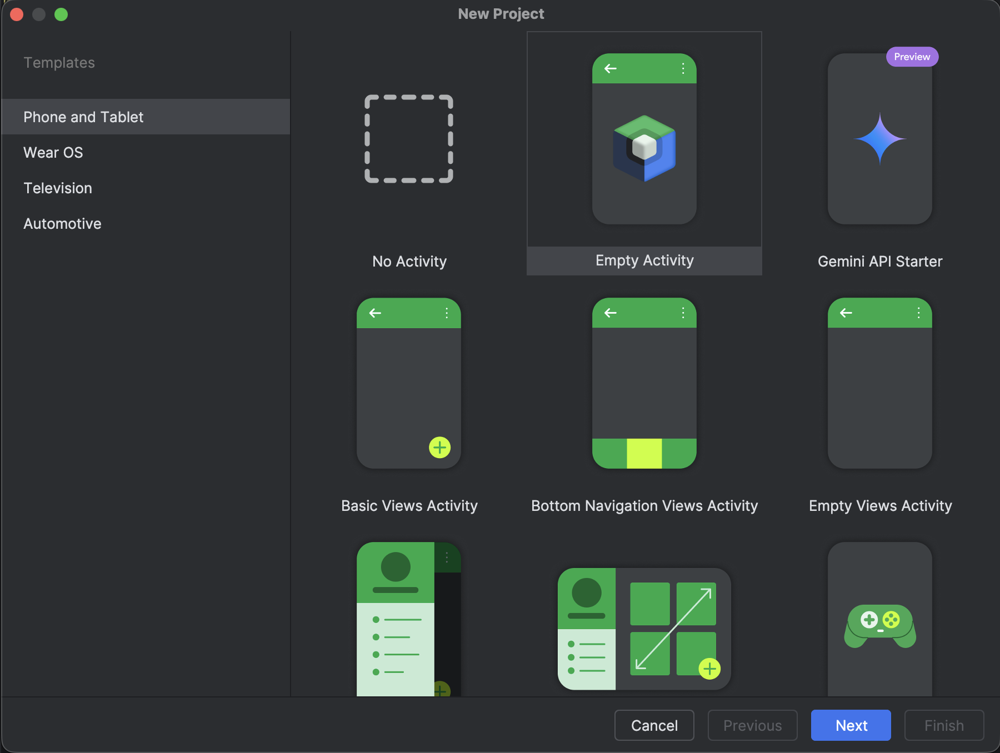 New Project
Templates
Phone and Tablet
Wear OS
Television
Automotive
Preview
No Activity
Empty Activity
Gemini API Starter
Basic Views Activity
Bottom Navigation Views Activity
Empty Views Activity
Cancel
Previous
Next
Finish